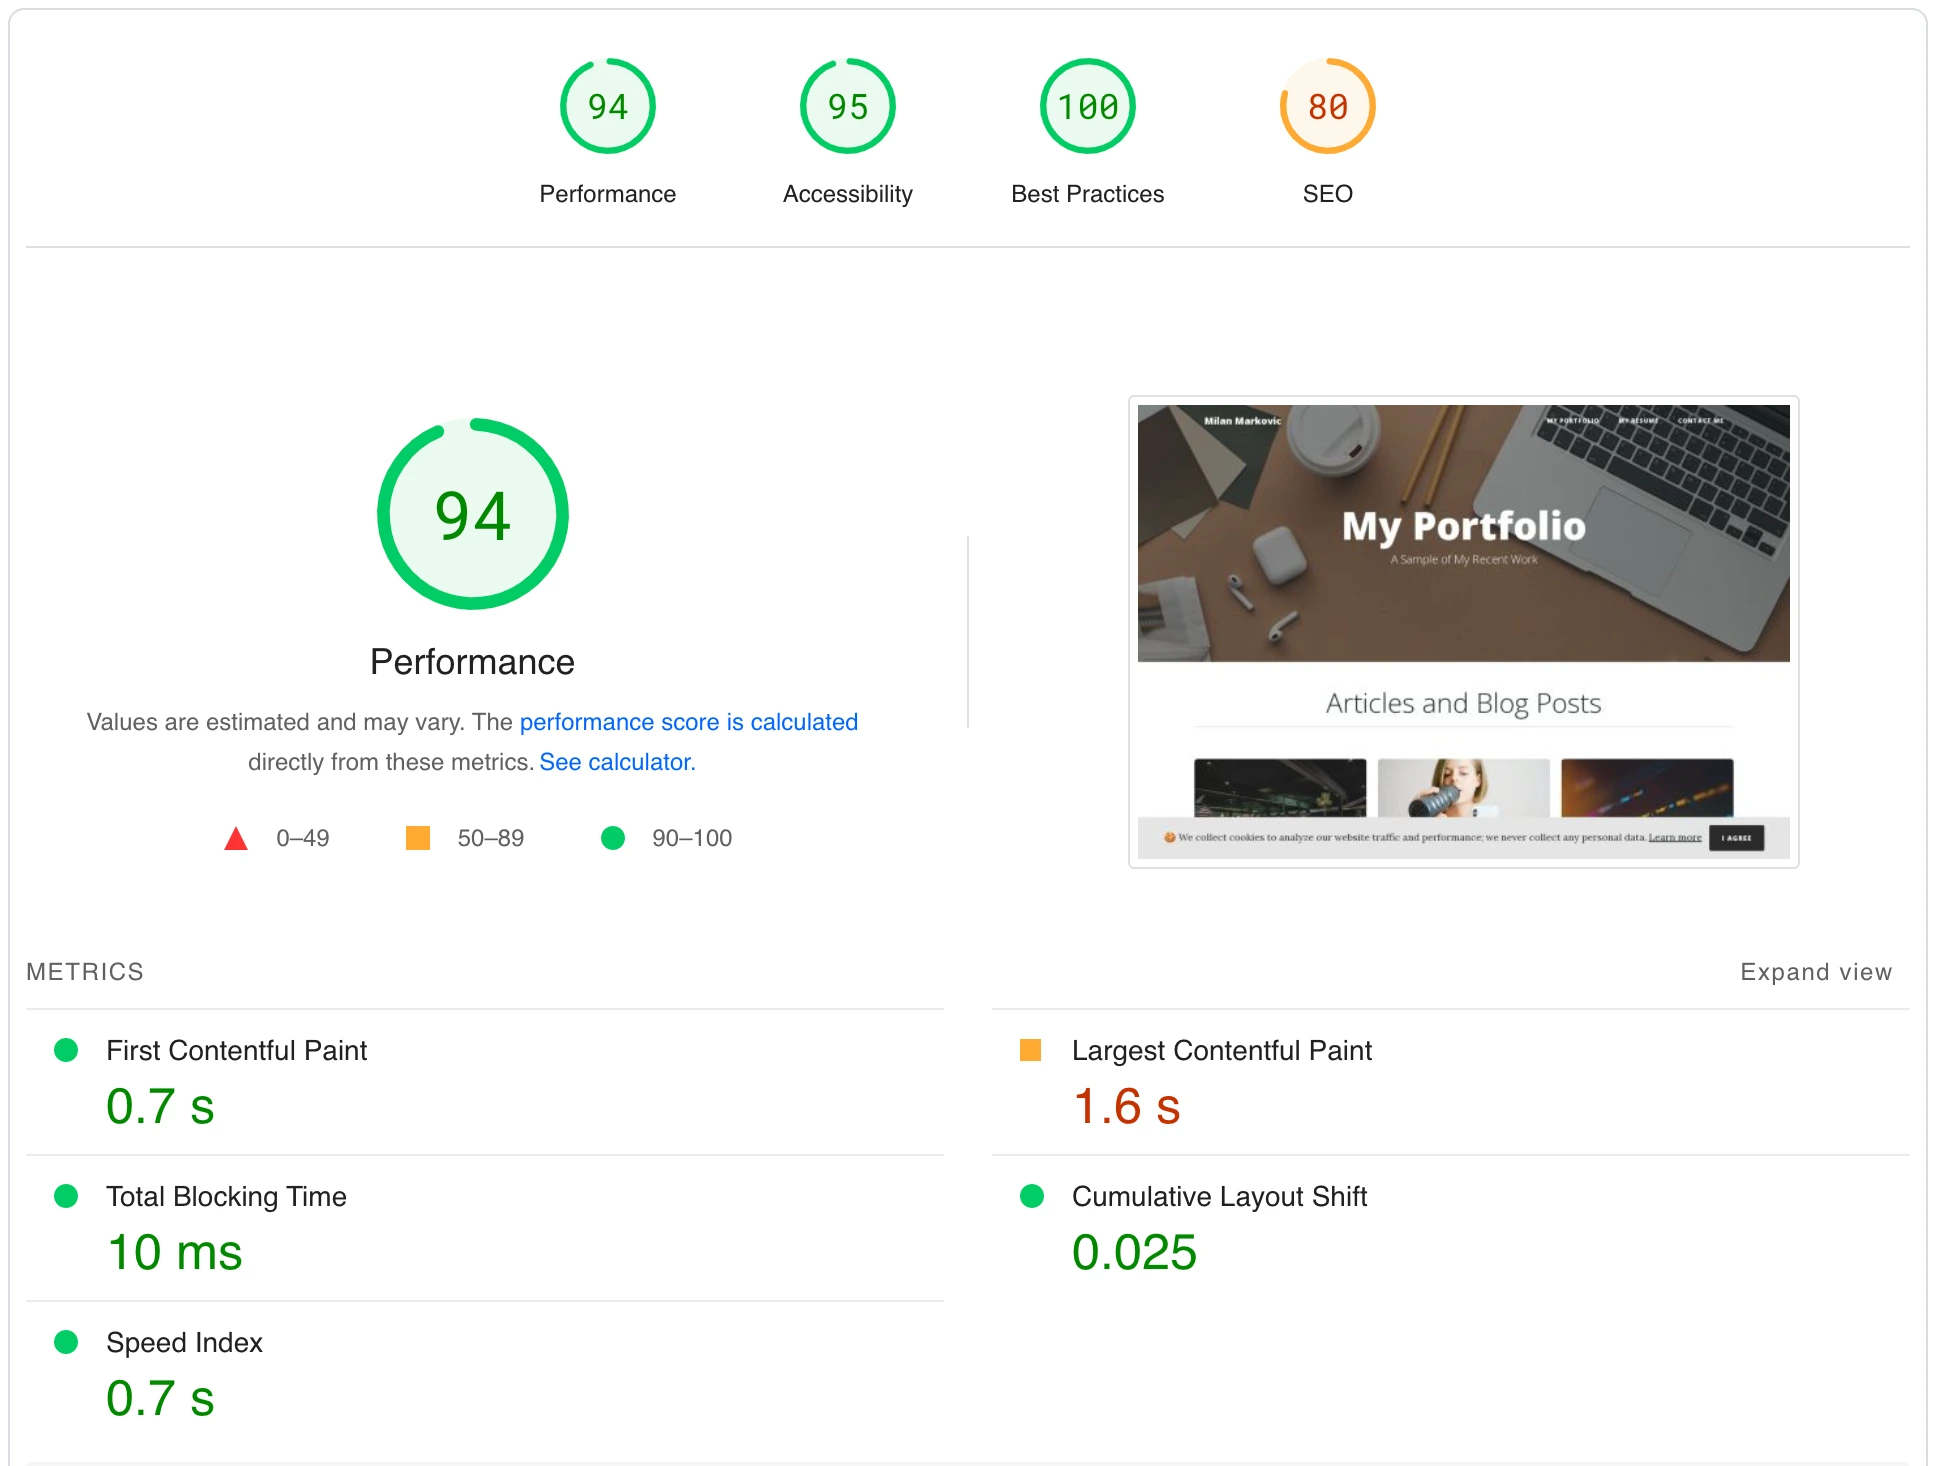 94
95
100
80
Performance
Accessibility
Best Practices
SEO
94
Performance
Values are estimated and may vary. The performance score is calculated
directly from these metrics. See calculator.
0–49
50–89
90–100
Milan Markovic
MY PORTFOLIO
MY RESUME
CONTACT ME
My Portfolio
A Sample of My Recent Work
Articles and Blog Posts
🍪 We collect cookies to analyze our website traffic and performance; we never collect any personal data. Learn more
I AGREE
METRICS
Expand view
First Contentful Paint
0.7 s
Largest Contentful Paint
1.6 s
Total Blocking Time
10 ms
Cumulative Layout Shift
0.025
Speed Index
0.7 s